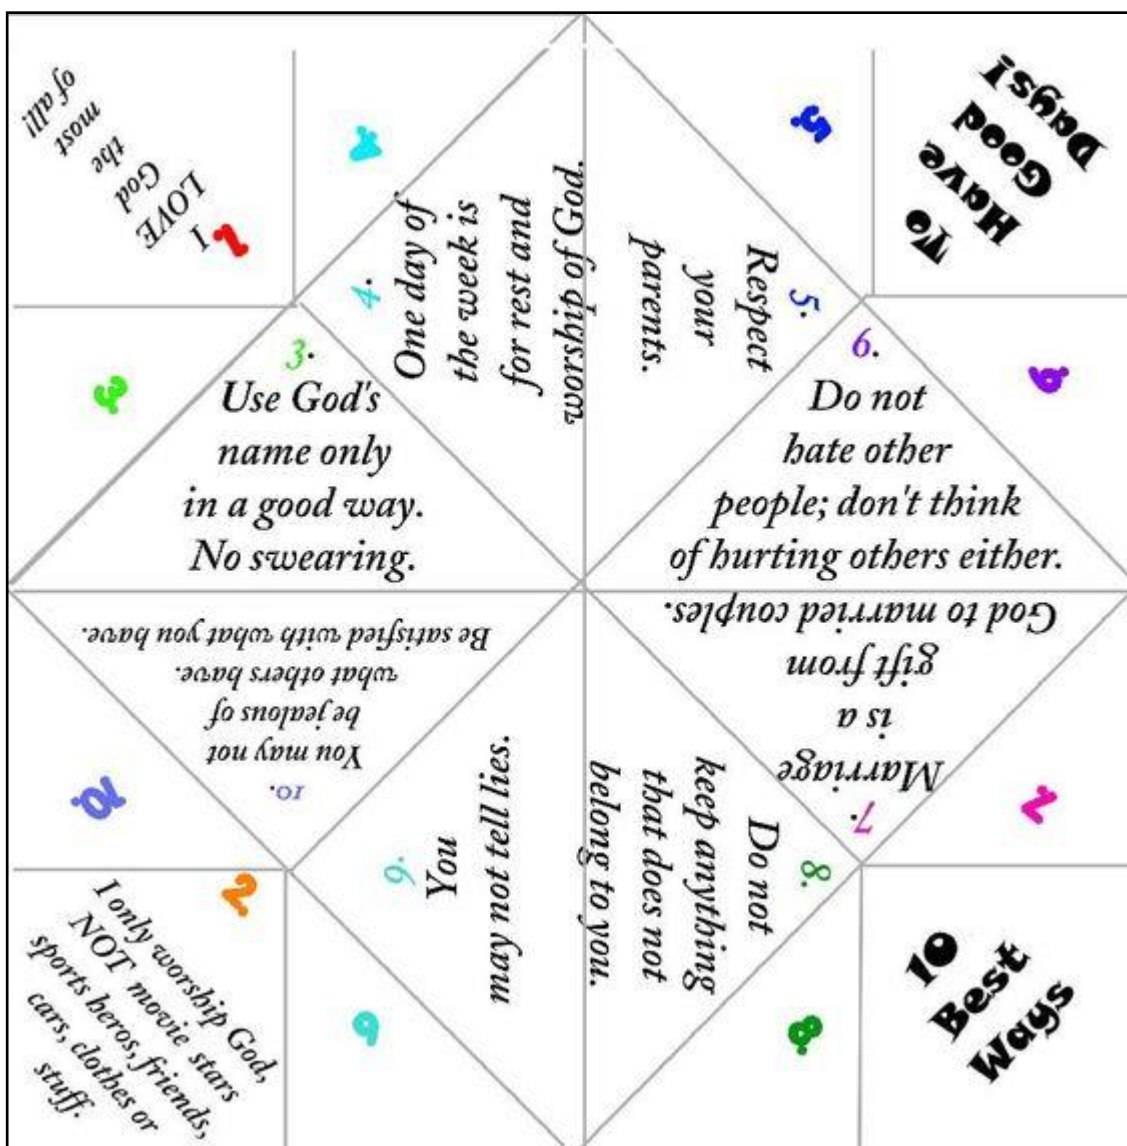 10
Best
Ways
To
Have
Good
Days!
1.
I
LOVE
God
the
most
of all!
2.
I only worship God,
NOT movie stars
sports heros, friends,
cars, clothes or
stuff.
3.
3.
Use God's
name only
in a good way.
No swearing.
4.
4.
One day of
the week is
for rest and
worship of God.
5.
5.
Respect
your
parents.
6.
6.
Do not
hate other
people; don't think
of hurting others either.
7.
7.
Marriage
is a
gift from
God to married couples.
8.
8.
Do not
keep anything
that does not
belong to you.
9.
9.
You
may not tell lies.
10.
10.
You may not
be jealous of
what others have.
Be satisfied with what you have.